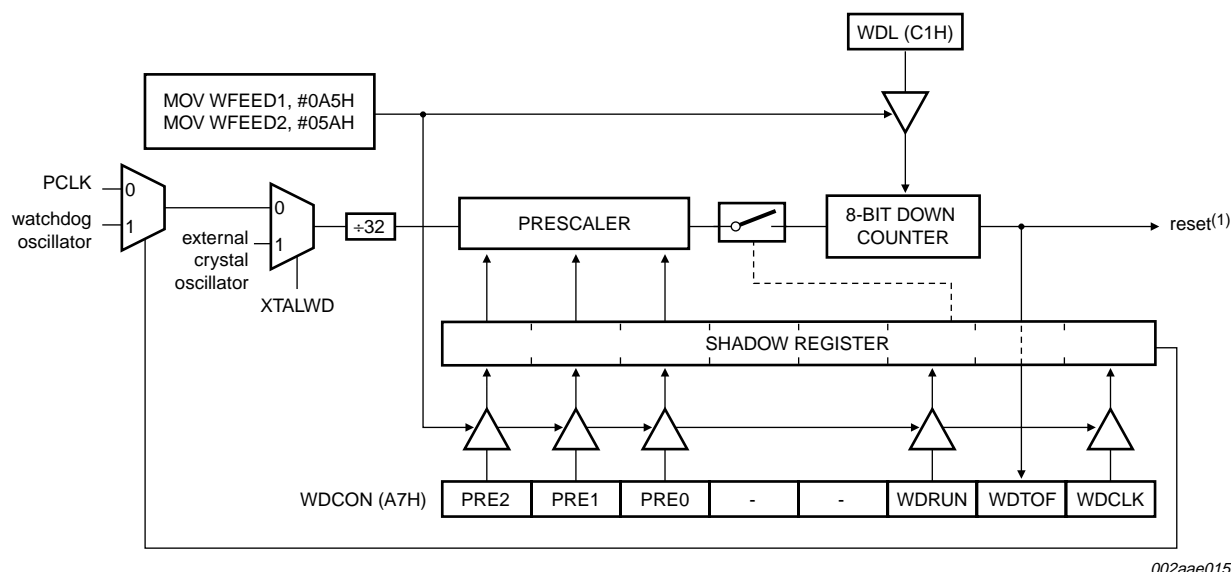 WDL (C1H)
MOV WFEED1, #0A5H
MOV WFEED2, #05AH
PCLK
0
watchdog
oscillator
1
0
external
crystal
oscillator
1
XTALWD
÷32
PRESCALER
8-BIT DOWN
COUNTER
reset(1)
SHADOW REGISTER
WDCON (A7H)
PRE2
PRE1
PRE0
-
-
WDRUN
WDTOF
WDCLK
002aae015